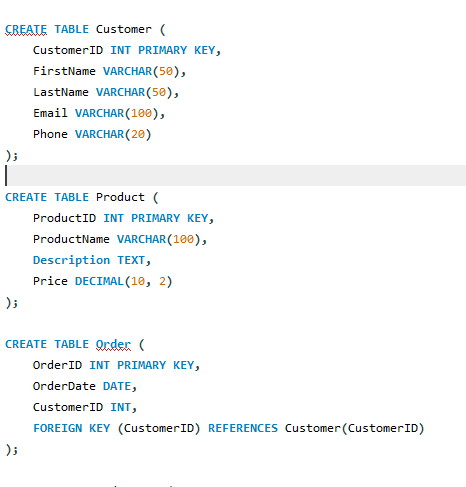 CREATE TABLE Customer (
    CustomerID INT PRIMARY KEY,
    FirstName VARCHAR(50),
    LastName VARCHAR(50),
    Email VARCHAR(100),
    Phone VARCHAR(20)
);
CREATE TABLE Product (
    ProductID INT PRIMARY KEY,
    ProductName VARCHAR(100),
    Description TEXT,
    Price DECIMAL(10, 2)
);
CREATE TABLE Order (
    OrderID INT PRIMARY KEY,
    OrderDate DATE,
    CustomerID INT,
    FOREIGN KEY (CustomerID) REFERENCES Customer(CustomerID)
);